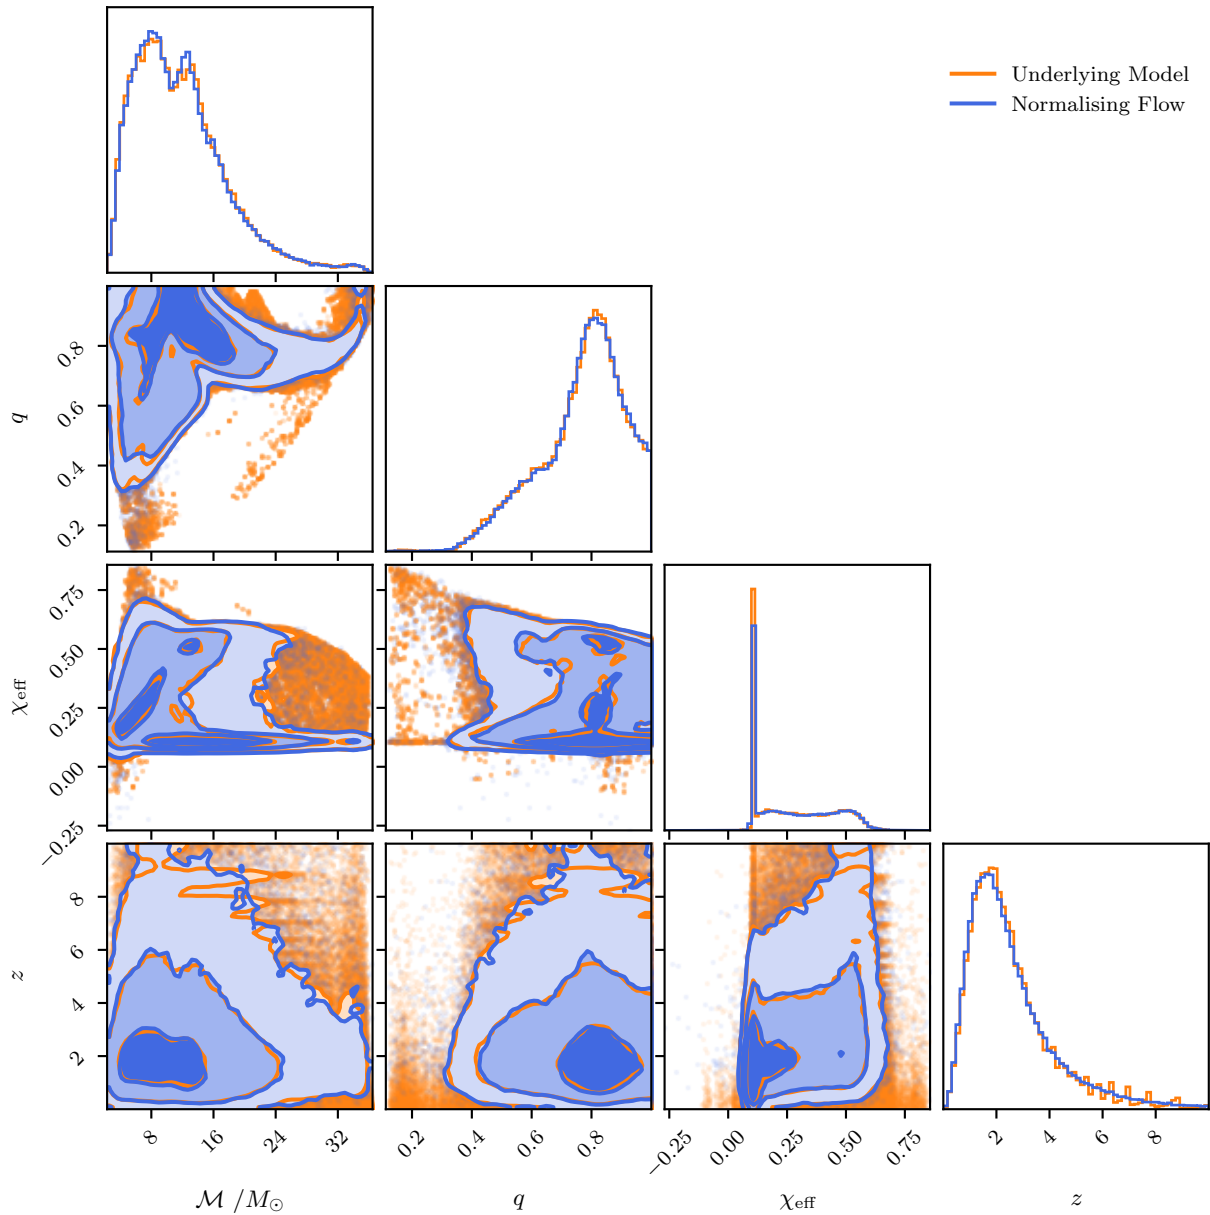 Underlying Model
Normalising Flow
q
0.8
0.6
0.4
0.2
χeff
0.75
0.50
0.25
0.00
−0.25
z
8
6
4
2
8 16 24 32
0.2 0.4 0.6 0.8
−0.25 0.00 0.25 0.50 0.75
2 4 6 8
ℳ /M⊙
q
χeff
z